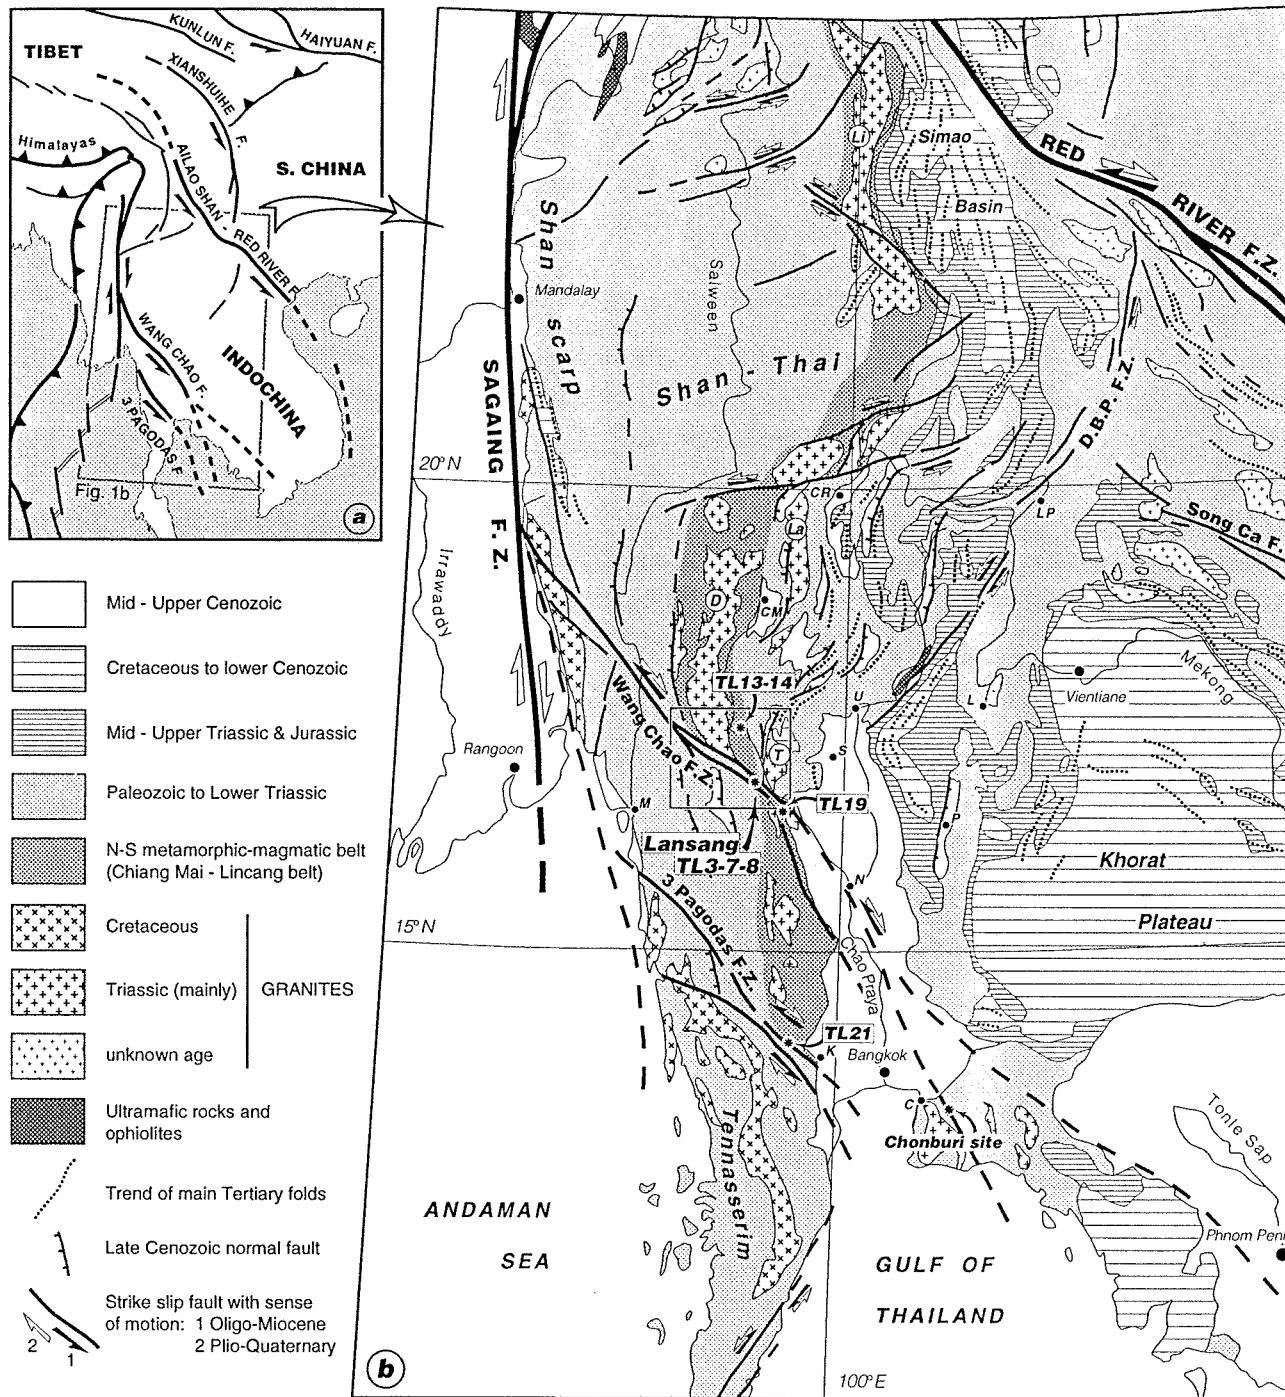 KUNLUN F.
HAIYUAN F.
TIBET
XIANSHUIHE F.
Himalayas
AILAO SHAN - RED RIVER F.
S. CHINA
WANG CHAO F.
INDOCHINA
3 PAGODAS F.
Fig. 1b
a
Mid - Upper Cenozoic
Cretaceous to lower Cenozoic
Mid - Upper Triassic & Jurassic
Paleozoic to Lower Triassic
N-S metamorphic-magmatic belt
(Chiang Mai - Lincang belt)
Cretaceous
Triassic (mainly)
GRANITES
unknown age
Ultramafic rocks and
ophiolites
Trend of main Tertiary folds
Late Cenozoic normal fault
Strike slip fault with sense
of motion: 1 Oligo-Miocene
2 Plio-Quaternary
2
1
Li
Simao
Basin
RED RIVER F.Z.
Shan scarp
Mandalay
Salween
Shan - Thai
SAGAING F. Z.
D.B.P. F.Z.
20°N
CR
LP
La
Song Ca F.
Irrawaddy
D
CM
TL13-14
Wang Chao F.Z.
U
L
Vientiane
Mekong
Rangoon
T
S
M
TL19
P
Lansang
TL3-7-8
Khorat
Plateau
3 Pagodas F.Z.
N
15°N
Chao Praya
TL21
K
Bangkok
C
Chonburi site
Tonle Sap
Tennasserim
ANDAMAN
SEA
GULF OF
THAILAND
Phnom Penh
b
100°E